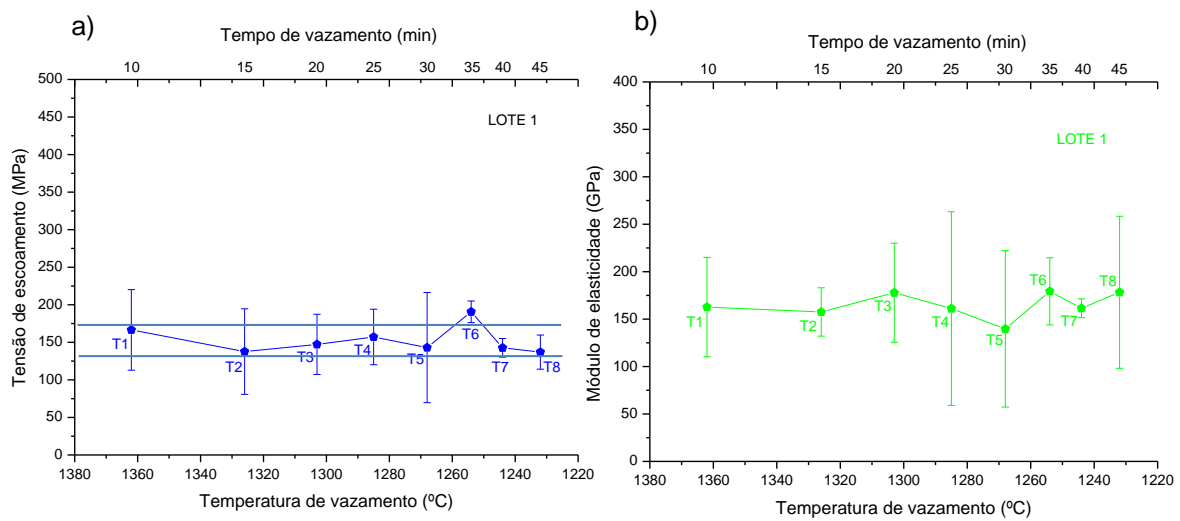 a)
Tempo de vazamento (min)
10 15 20 25 30 35 40 45
500
450
400
350
300
250
200
150
100
50
0
Tensão de escoamento (MPa)
LOTE 1
T1
T2
T3
T4
T5
T6
T7
T8
1380 1360 1340 1320 1300 1280 1260 1240 1220
Temperatura de vazamento (ºC)
b)
Tempo de vazamento (min)
10 15 20 25 30 35 40 45
400
350
300
250
200
150
100
50
0
Módulo de elasticidade (GPa)
LOTE 1
T1
T2
T3
T4
T5
T6
T7
T8
1380 1360 1340 1320 1300 1280 1260 1240 1220
Temperatura de vazamento (ºC)